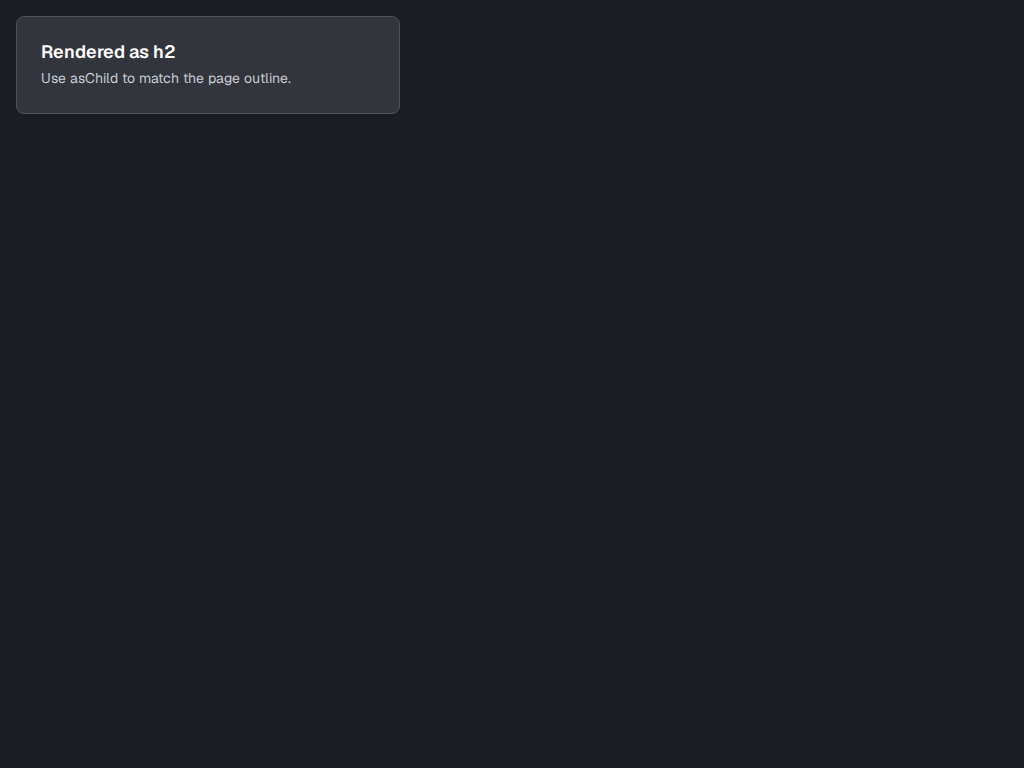 Rendered as h2
Use asChild to match the page outline.